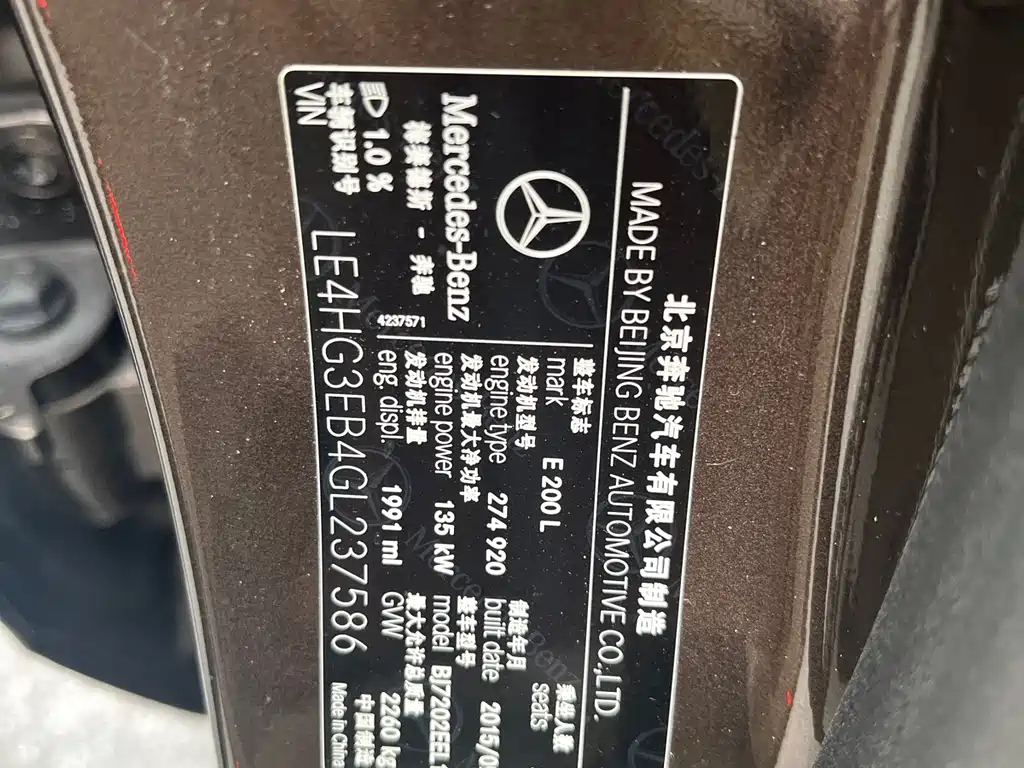 北京奔驰汽车有限公司制造
MADE BY BEIJING BENZ AUTOMOTIVE CO.,LTD.
Mercedes-Benz
梅赛德斯 - 奔驰
4237571
整车标志
mark E 200 L
乘坐人数
seats
发动机型号
engine type 274 920
制造年月
built date 2015/0
发动机最大净功率
engine power 135 kW
整车型号
model BJ7202EEL
发动机排量
eng displ. 1991 ml
最大允许总质量
GVW 2260 kg
1.0 %
车辆识别号
VIN LE4HG3EB4GL237586
中国制造
Made In China